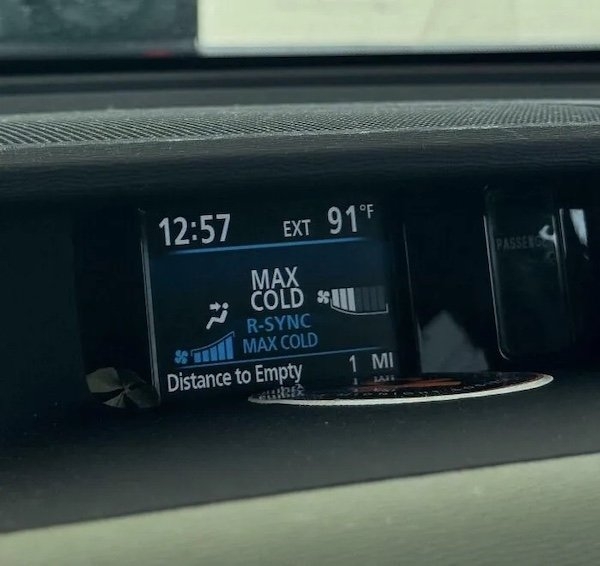 12:57 EXT 91°F
MAX
COLD
R-SYNC
MAX COLD
Distance to Empty 1 MI